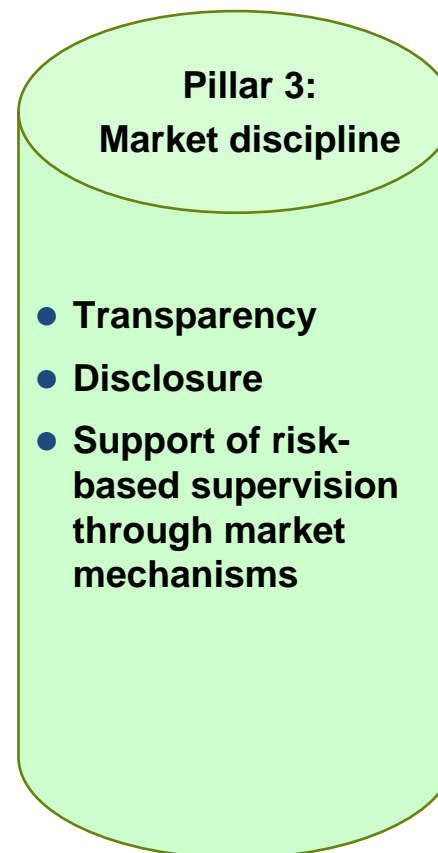 Pillar 3:
Market discipline
Transparency
Disclosure
Support of risk-
based supervision
through market
mechanisms